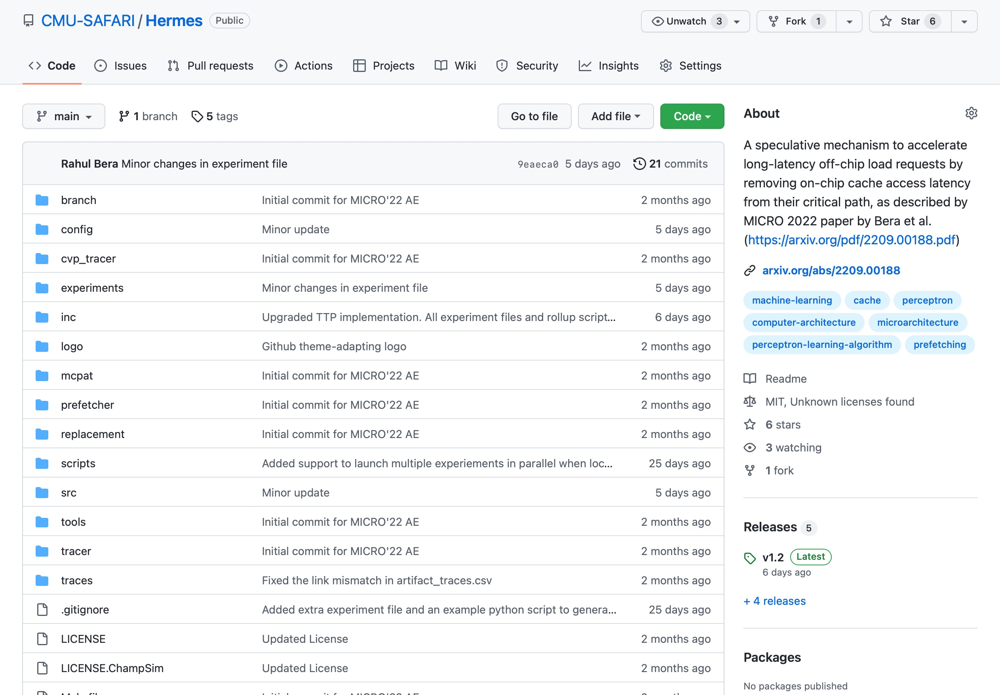 CMU-SAFARI / Hermes Public
Unwatch 3 Fork 1 Star 6
Code Issues Pull requests Actions Projects Wiki Security Insights Settings
main 1 branch 5 tags Go to file Add file Code
Rahul Bera Minor changes in experiment file 9eaeca0 5 days ago 21 commits
branch Initial commit for MICRO'22 AE 2 months ago
config Minor update 5 days ago
cvp_tracer Initial commit for MICRO'22 AE 2 months ago
experiments Minor changes in experiment file 5 days ago
inc Upgraded TTP implementation. All experiment files and rollup script... 6 days ago
logo Github theme-adapting logo 2 months ago
mcpat Initial commit for MICRO'22 AE 2 months ago
prefetcher Initial commit for MICRO'22 AE 2 months ago
replacement Initial commit for MICRO'22 AE 2 months ago
scripts Added support to launch multiple experiements in parallel when loc... 25 days ago
src Minor update 5 days ago
tools Initial commit for MICRO'22 AE 2 months ago
tracer Initial commit for MICRO'22 AE 2 months ago
traces Fixed the link mismatch in artifact_traces.csv 2 months ago
.gitignore Added extra experiment file and an example python script to genera... 25 days ago
LICENSE Updated License 2 months ago
LICENSE.ChampSim Updated License 2 months ago
About
A speculative mechanism to accelerate
long-latency off-chip load requests by
removing on-chip cache access latency
from their critical path, as described by
MICRO 2022 paper by Bera et al.
(https://arxiv.org/pdf/2209.00188.pdf)
arxiv.org/abs/2209.00188
machine-learning cache perceptron
computer-architecture microarchitecture
perceptron-learning-algorithm prefetching
Readme
MIT, Unknown licenses found
6 stars
3 watching
1 fork
Releases 5
v1.2 Latest
6 days ago
+ 4 releases
Packages
No packages published